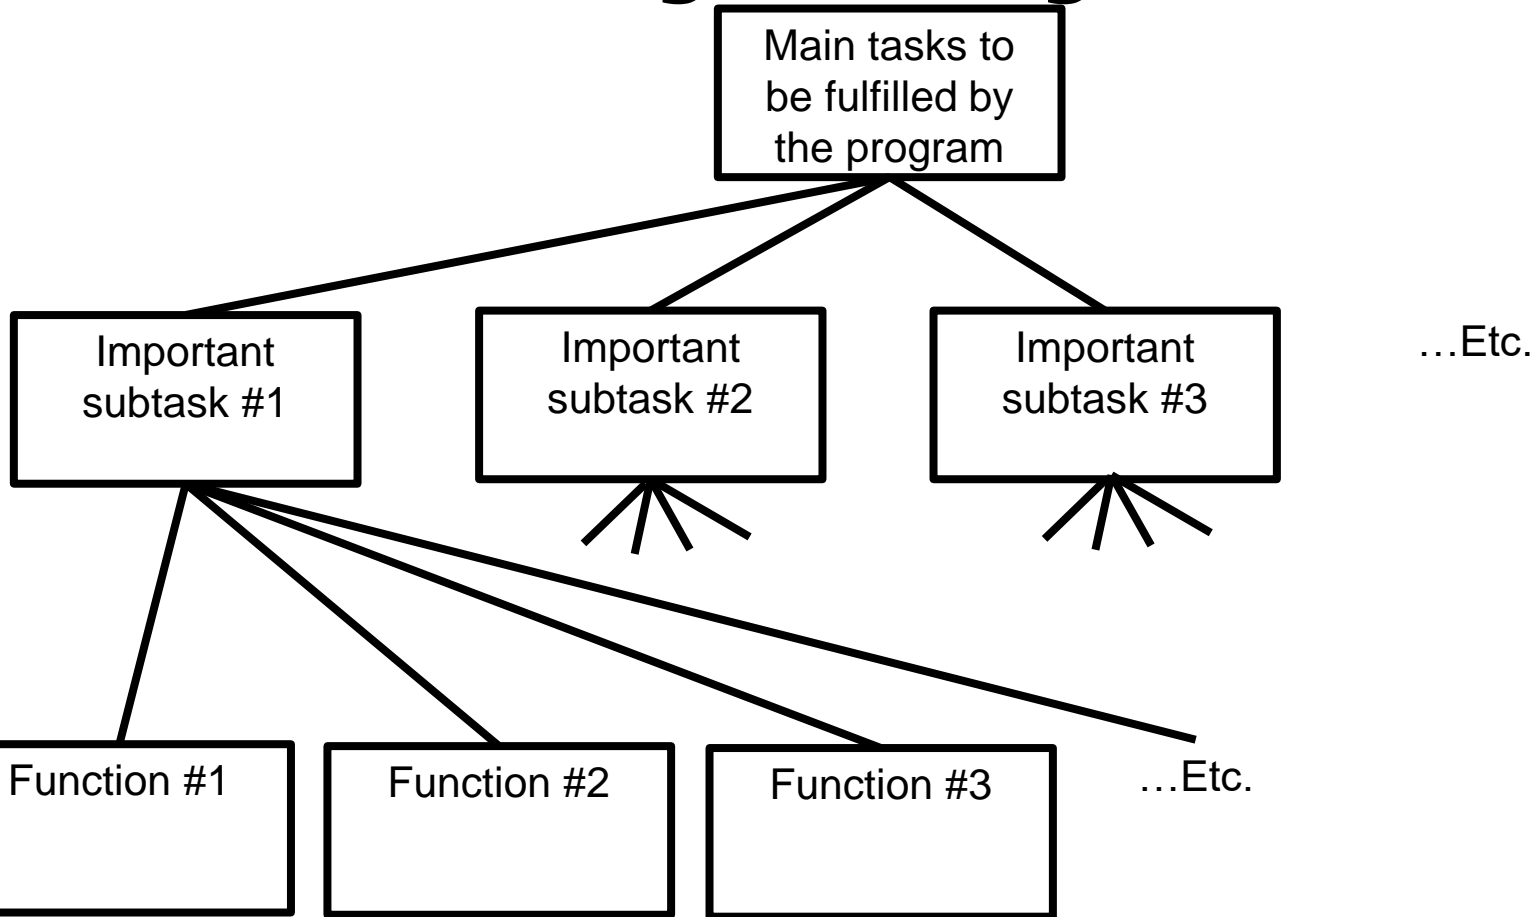 Main tasks to
be fulfilled by
the program
Important
subtask #1
Important
subtask #2
Important
subtask #3
…Etc.
Function #1
Function #2
Function #3
…Etc.